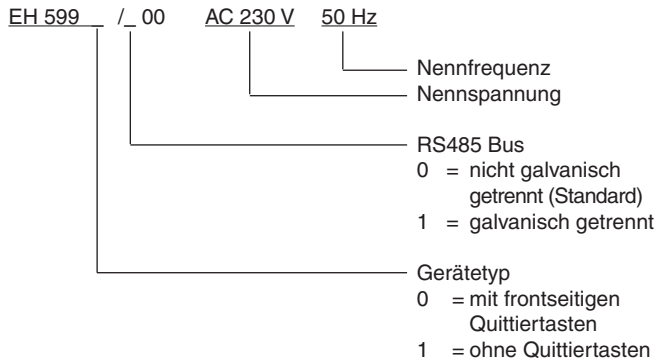 EH 599 _ /_ 00 AC 230 V 50 Hz
Nennfrequenz
Nennspannung
RS485 Bus
0 = nicht galvanisch
getrennt (Standard)
1 = galvanisch getrennt
Gerätetyp
0 = mit frontseitigen
Quittiertasten
1 = ohne Quittiertasten